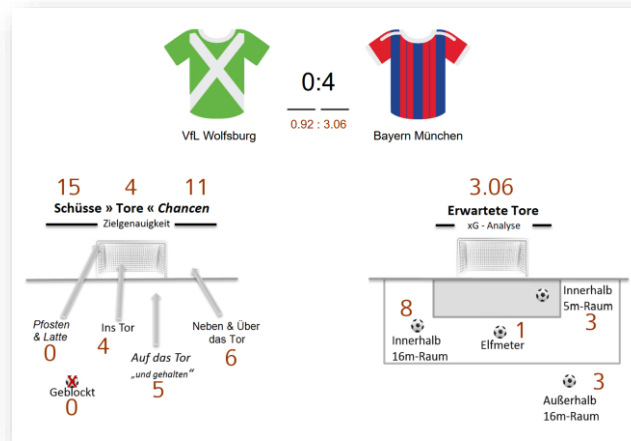 0:4
0.92 : 3.06
VfL Wolfsburg
Bayern München
15 4 11
Schüsse » Tore « Chancen
Zielgenauigkeit
Pfosten
& Latte
0
Ins Tor
4
Auf das Tor
„und gehalten“
5
Neben & Über
das Tor
6
Geblockt
0
3.06
Erwartete Tore
xG - Analyse
Innerhalb
5m-Raum
3
8
Innerhalb
16m-Raum
1
Elfmeter
3
Außerhalb
16m-Raum